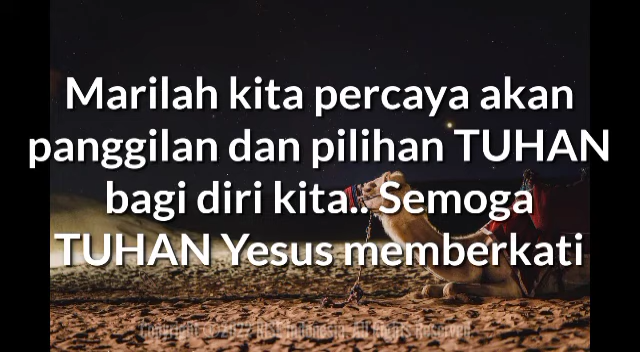 Marilah kita percaya akan
panggilan dan pilihan TUHAN
bagi diri kita.. Semoga
TUHAN Yesus memberkati